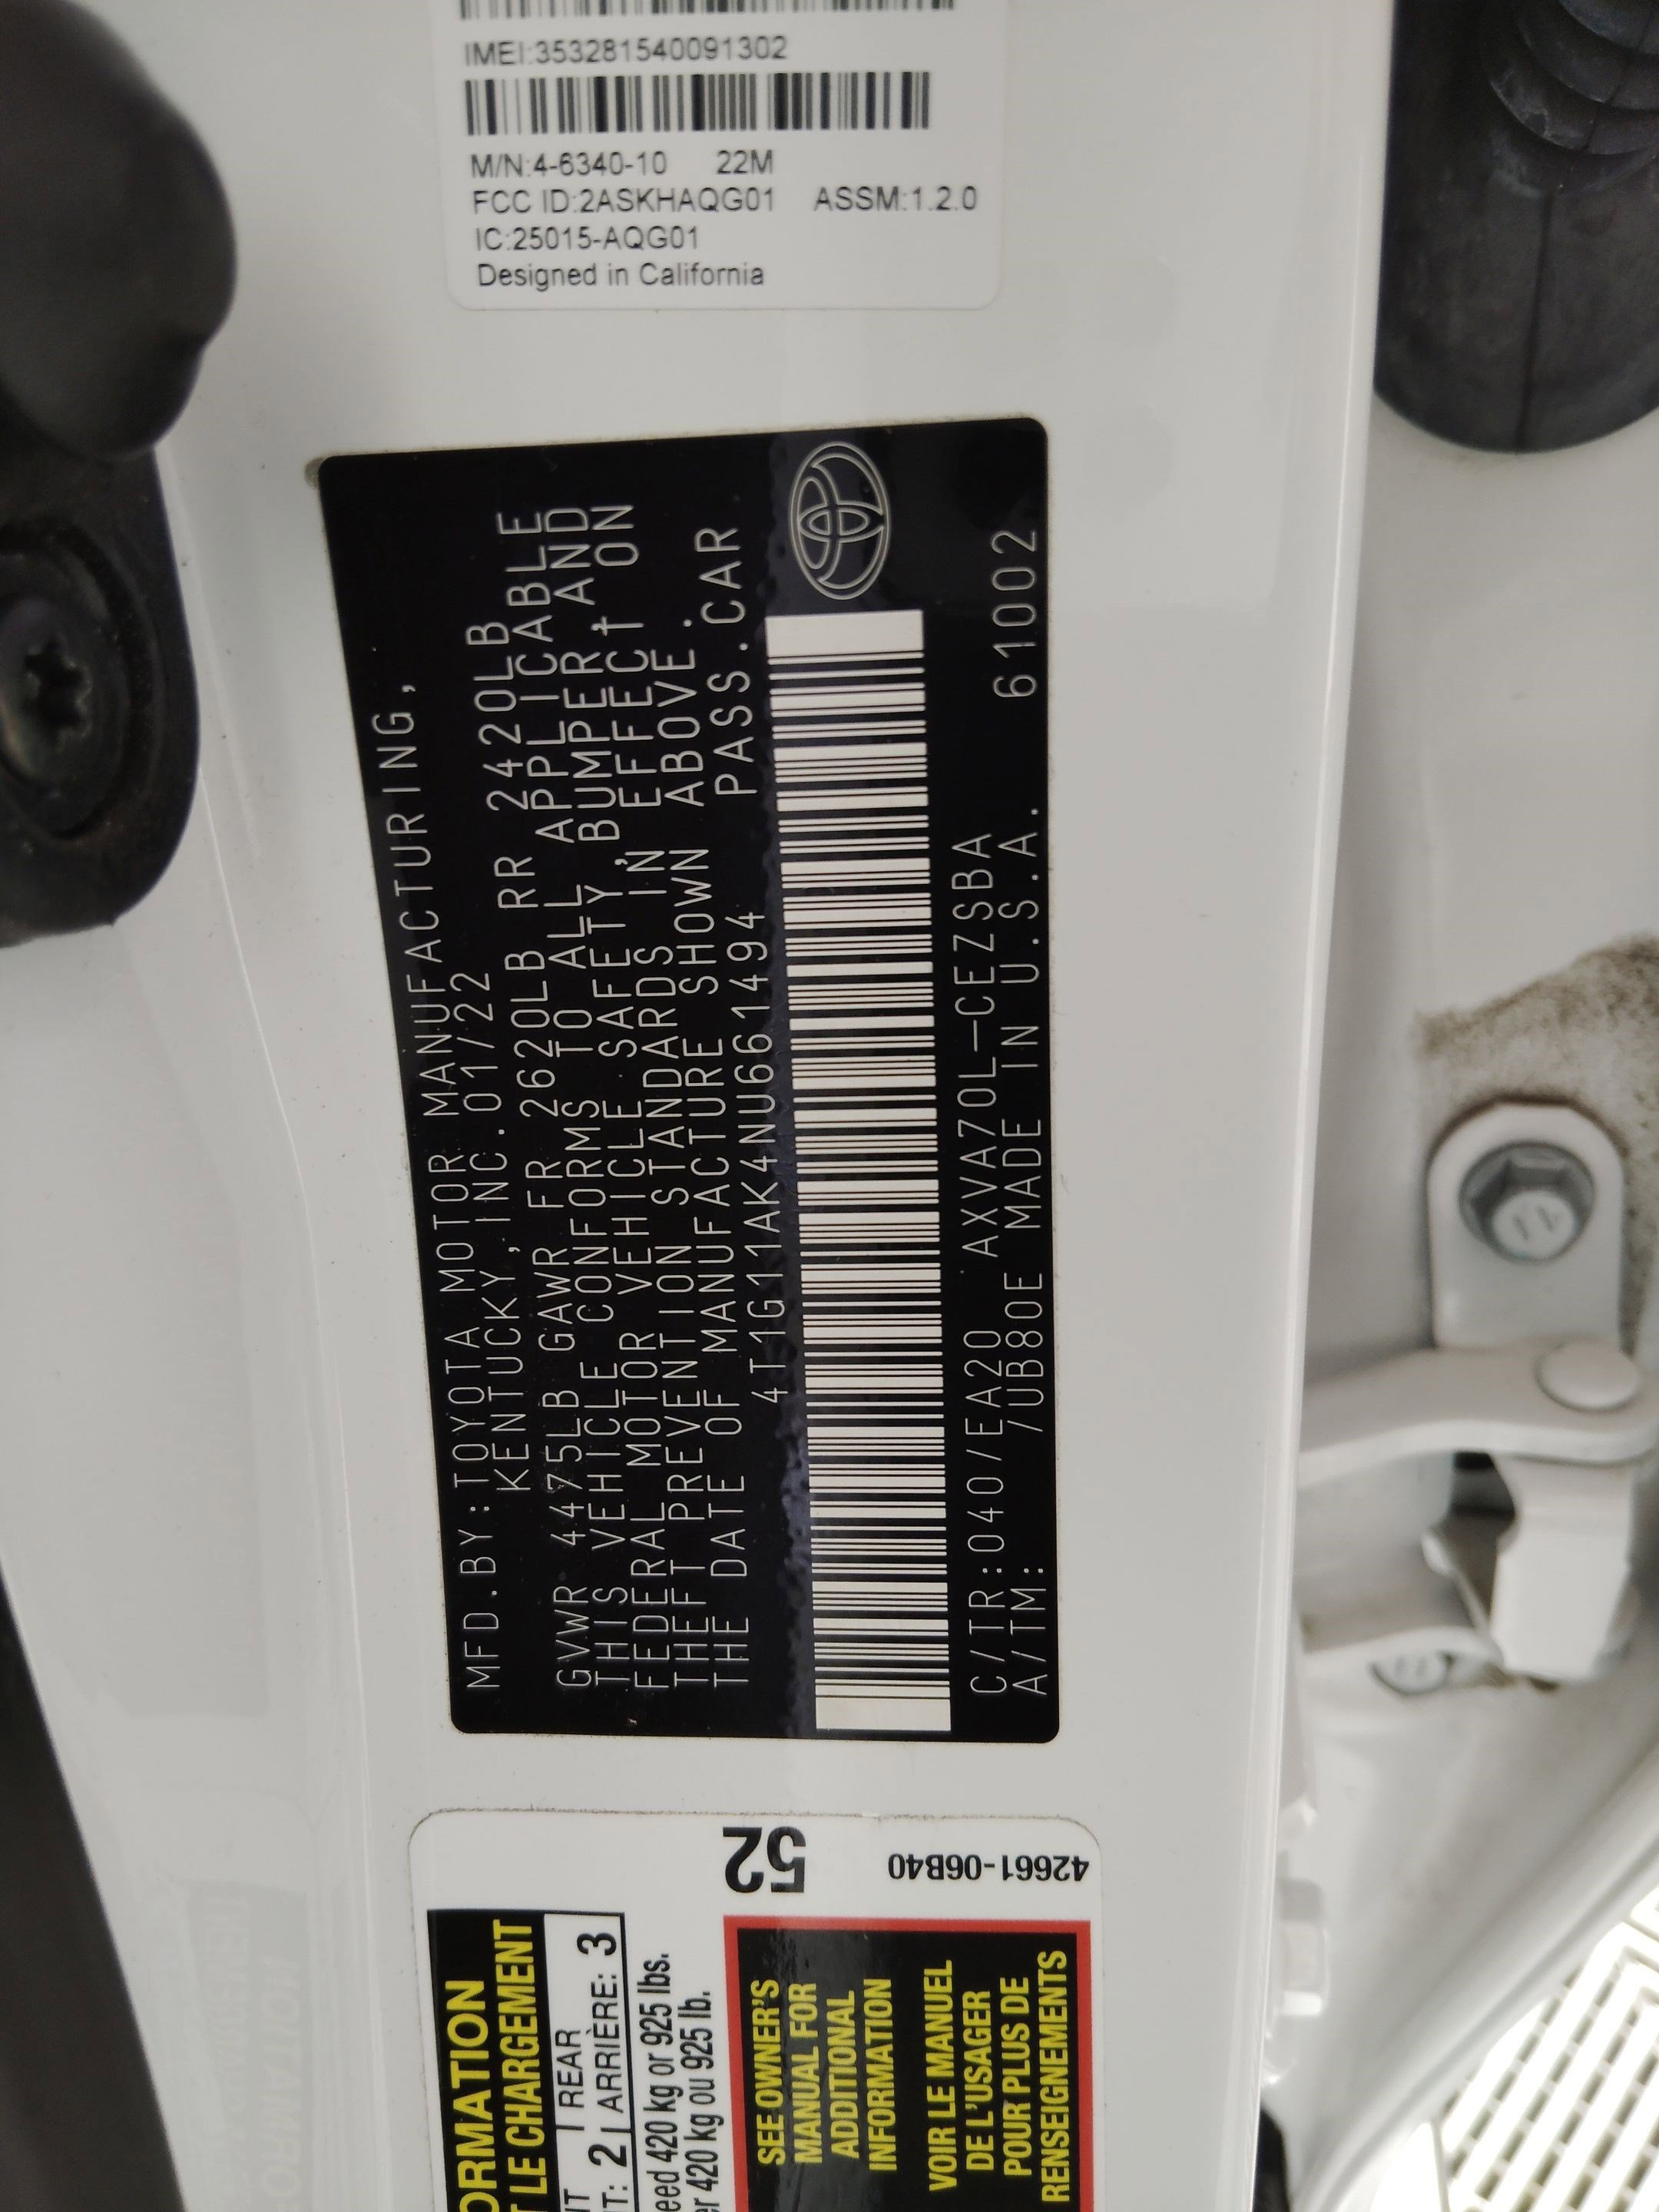 IMEI:353281540091302
M/N:4-6340-10 22M
FCC ID:2ASKHAQG01 ASSM:1.2.0
IC:25015-AQG01
Designed in California
MFD.BY:TOYOTA MOTOR MANUFACTURING,
KENTUCKY,INC.01/22
GVWR 4475LB GAWR FR 2620LB RR 2420LB
THIS VEHICLE CONFORMS TO ALL APPLICABLE
FEDERAL MOTOR VEHICLE SAFETY,BUMPER,AND
THEFT PREVENTION STANDARDS IN EFFECT ON
THE DATE OF MANUFACTURE SHOWN ABOVE.
4T1G11AK4NU661494 PASS.CAR
C/TR:040/EA20 AXVA70L-CEZSBA
A/TM: /UB80E MADE IN U.S.A. 61002
52
42661-06B40
LE CHARGEMENT
REAR
2 ARRIÈRE: 3
420 kg or 925 lbs.
420 kg ou 925 lb.
SEE OWNER'S
MANUAL FOR
ADDITIONAL
INFORMATION
VOIR LE MANUEL
DE L'USAGER
POUR PLUS DE
RENSEIGNEMENTS